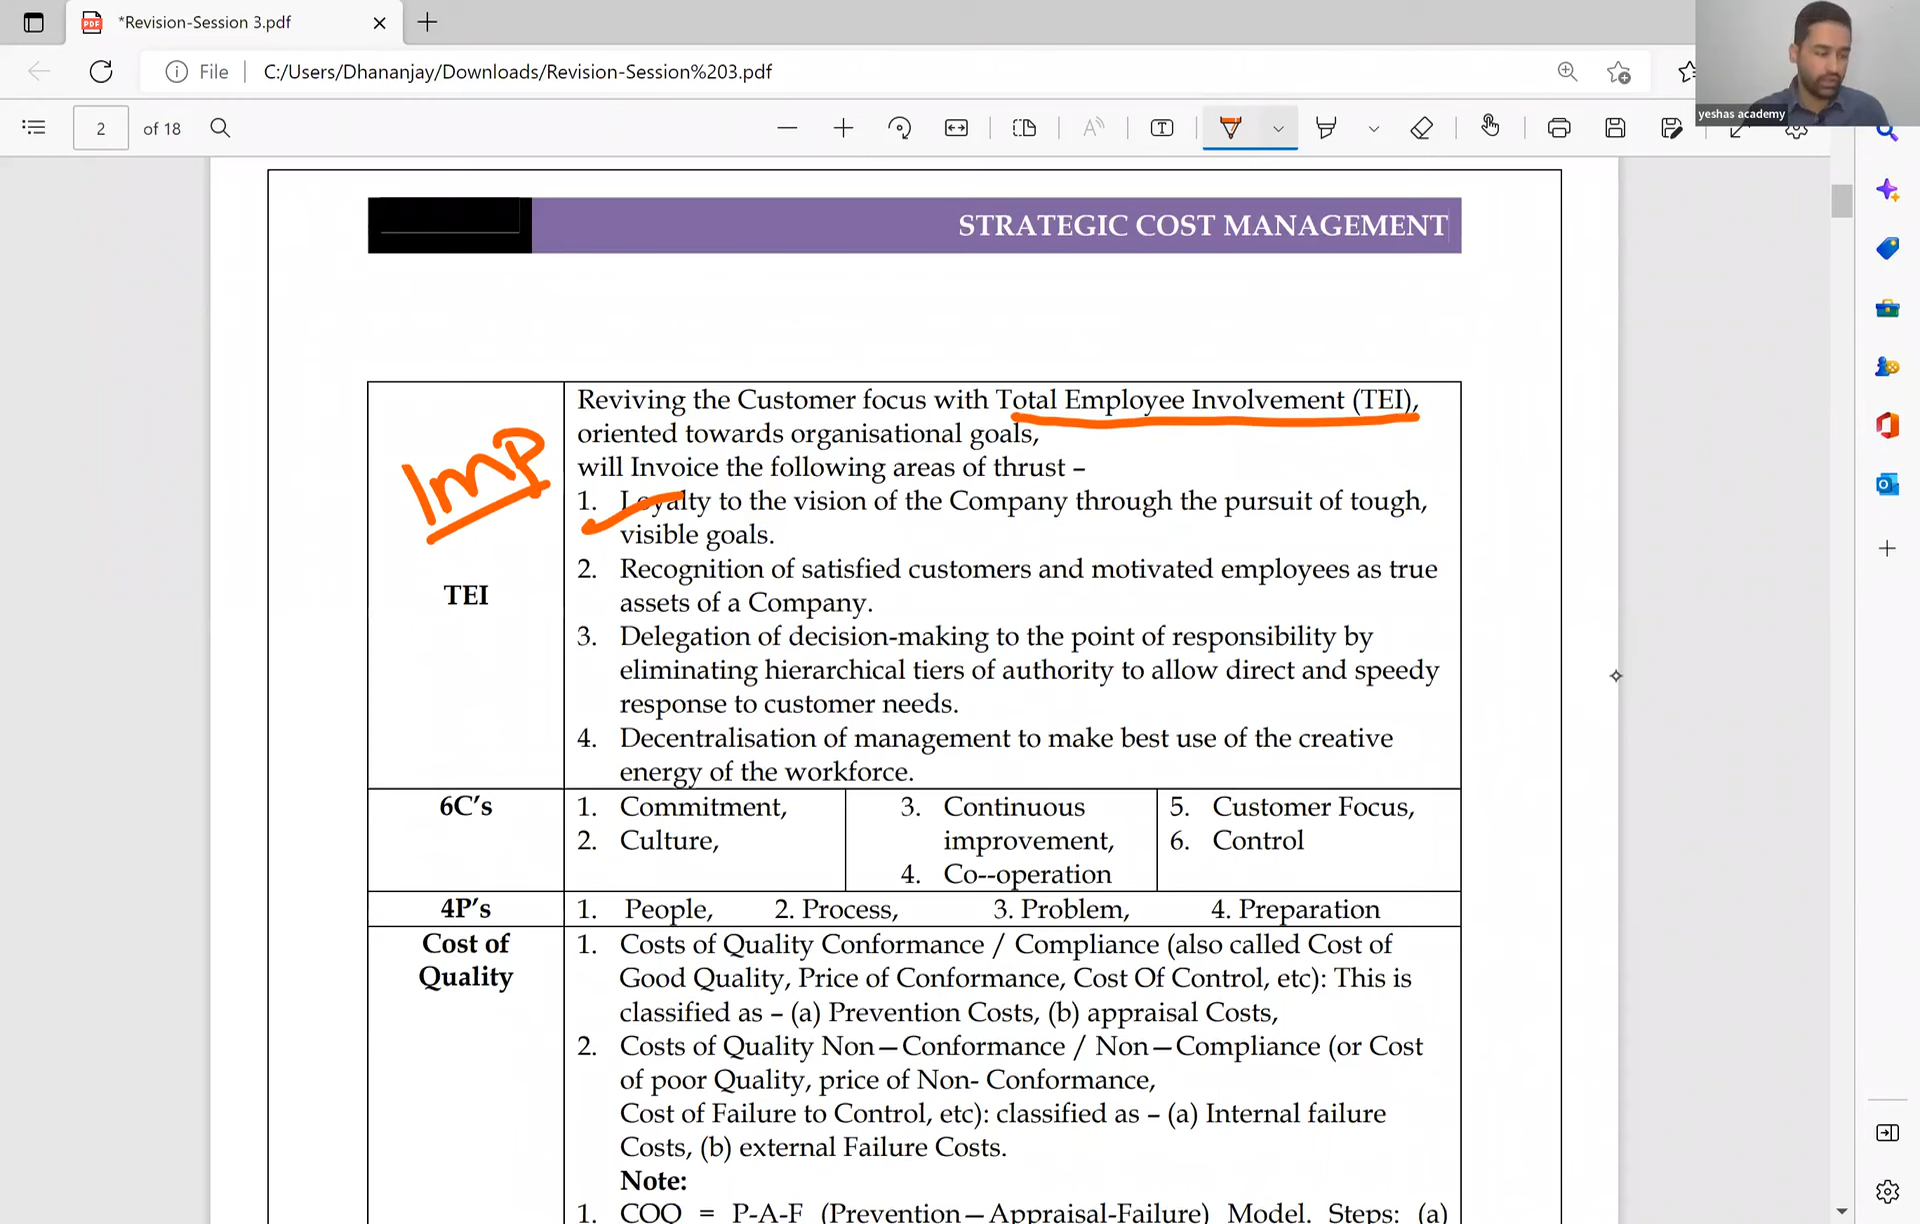 *Revision-Session 3.pdf
File
C:/Users/Dhananjay/Downloads/Revision-Session%203.pdf
yeshas academy
2 of 18
STRATEGIC COST MANAGEMENT
Reviving the Customer focus with Total Employee Involvement (TEI),
oriented towards organisational goals,
will Invoice the following areas of thrust –
IMP
TEI
1. Loyalty to the vision of the Company through the pursuit of tough,
visible goals.
2. Recognition of satisfied customers and motivated employees as true
assets of a Company.
3. Delegation of decision-making to the point of responsibility by
eliminating hierarchical tiers of authority to allow direct and speedy
response to customer needs.
4. Decentralisation of management to make best use of the creative
energy of the workforce.
6C's
1. Commitment,
2. Culture,
3. Continuous
improvement,
4. Co--operation
5. Customer Focus,
6. Control
4P's
1. People, 2. Process, 3. Problem, 4. Preparation
Cost of
Quality
1. Costs of Quality Conformance / Compliance (also called Cost of
Good Quality, Price of Conformance, Cost Of Control, etc): This is
classified as – (a) Prevention Costs, (b) appraisal Costs,
2. Costs of Quality Non—Conformance / Non—Compliance (or Cost
of poor Quality, price of Non- Conformance,
Cost of Failure to Control, etc): classified as – (a) Internal failure
Costs, (b) external Failure Costs.
Note:
1. COQ = P-A-F (Prevention—Appraisal-Failure) Model. Steps: (a)